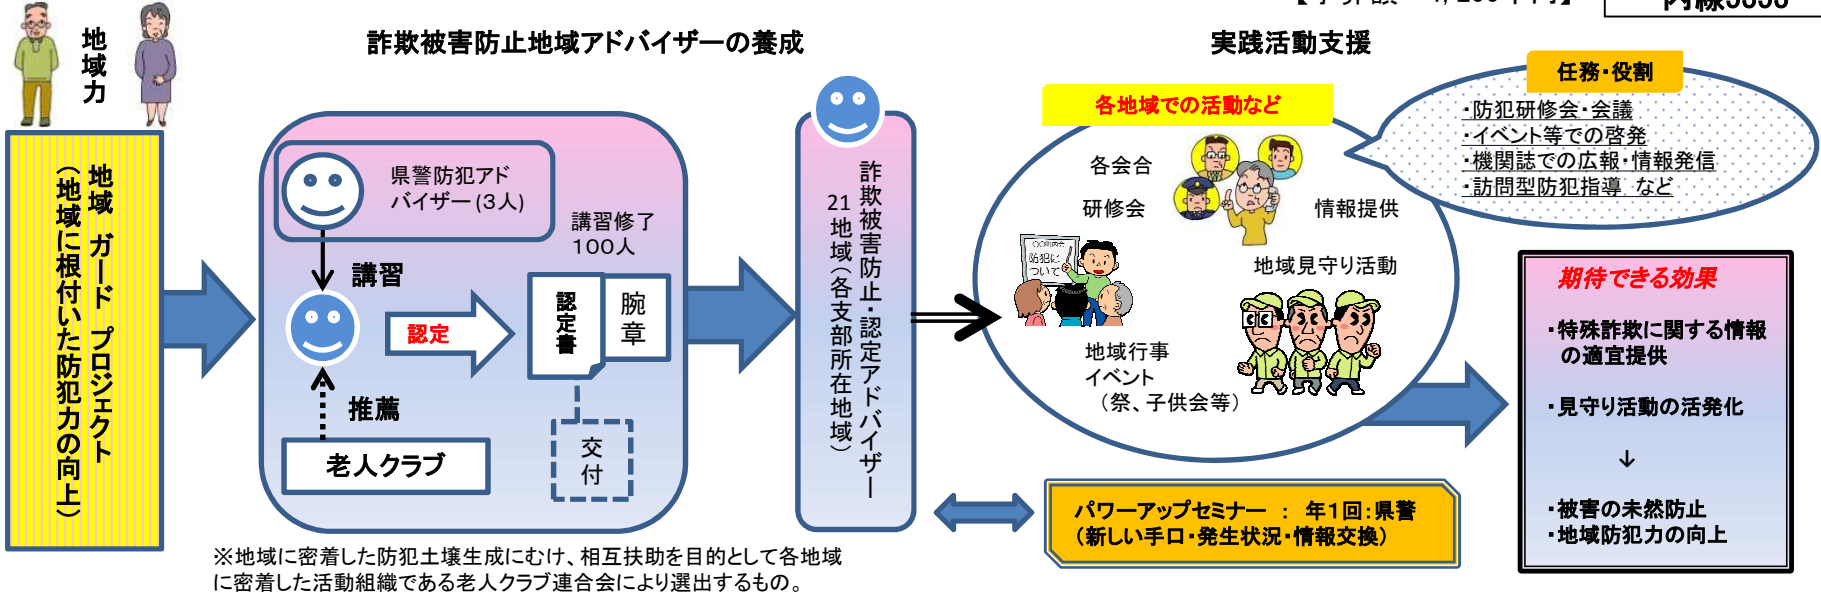 地域力
詐欺被害防止地域アドバイザーの養成
実践活動支援
地域 ガード プロジェクト
(地域に根付いた防犯力の向上)
県警防犯アド
バイザー(3人)
講習修了
100人
講習
認定
認定書
腕章
推薦
交付
老人クラブ
詐欺被害防止・認定アドバイザー
21地域(各支部所在地域)
各地域での活動など
各会合
研修会
情報提供
〇〇町内会
防犯に
ついて
地域見守り活動
地域行事
イベント
(祭、子供会等)
任務・役割
・防犯研修会・会議
・イベント等での啓発
・機関誌での広報・情報発信
・訪問型防犯指導 など
パワーアップセミナー : 年1回:県警
(新しい手口・発生状況・情報交換)
期待できる効果
・特殊詐欺に関する情報
の適宜提供
・見守り活動の活発化
↓
・被害の未然防止
・地域防犯力の向上
※地域に密着した防犯土壌生成にむけ、相互扶助を目的として各地域
に密着した活動組織である老人クラブ連合会により選出するもの。